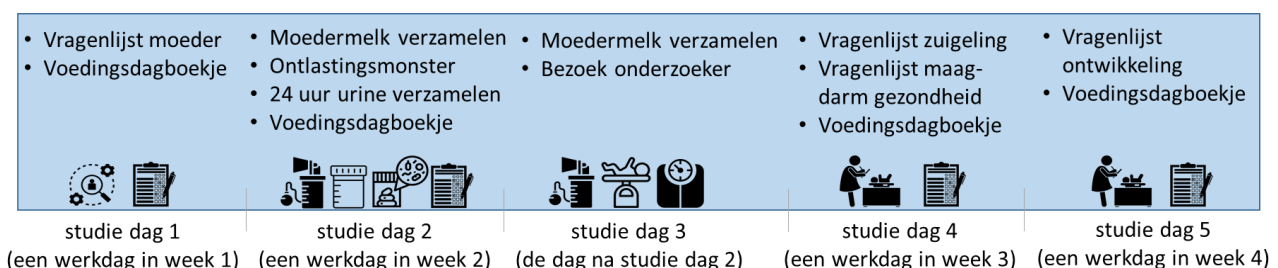 • Vragenlijst moeder
• Voedingsdagboekje
• Moedermelk verzamelen
• Ontlastingsmonster
• 24 uur urine verzamelen
• Voedingsdagboekje
• Moedermelk verzamelen
• Bezoek onderzoeker
• Vragenlijst zuigeling
• Vragenlijst maag-
darm gezondheid
• Voedingsdagboekje
• Vragenlijst
ontwikkeling
• Voedingsdagboekje
studie dag 1
(een werkdag in week 1)
studie dag 2
(een werkdag in week 2)
studie dag 3
(de dag na studie dag 2)
studie dag 4
(een werkdag in week 3)
studie dag 5
(een werkdag in week 4)